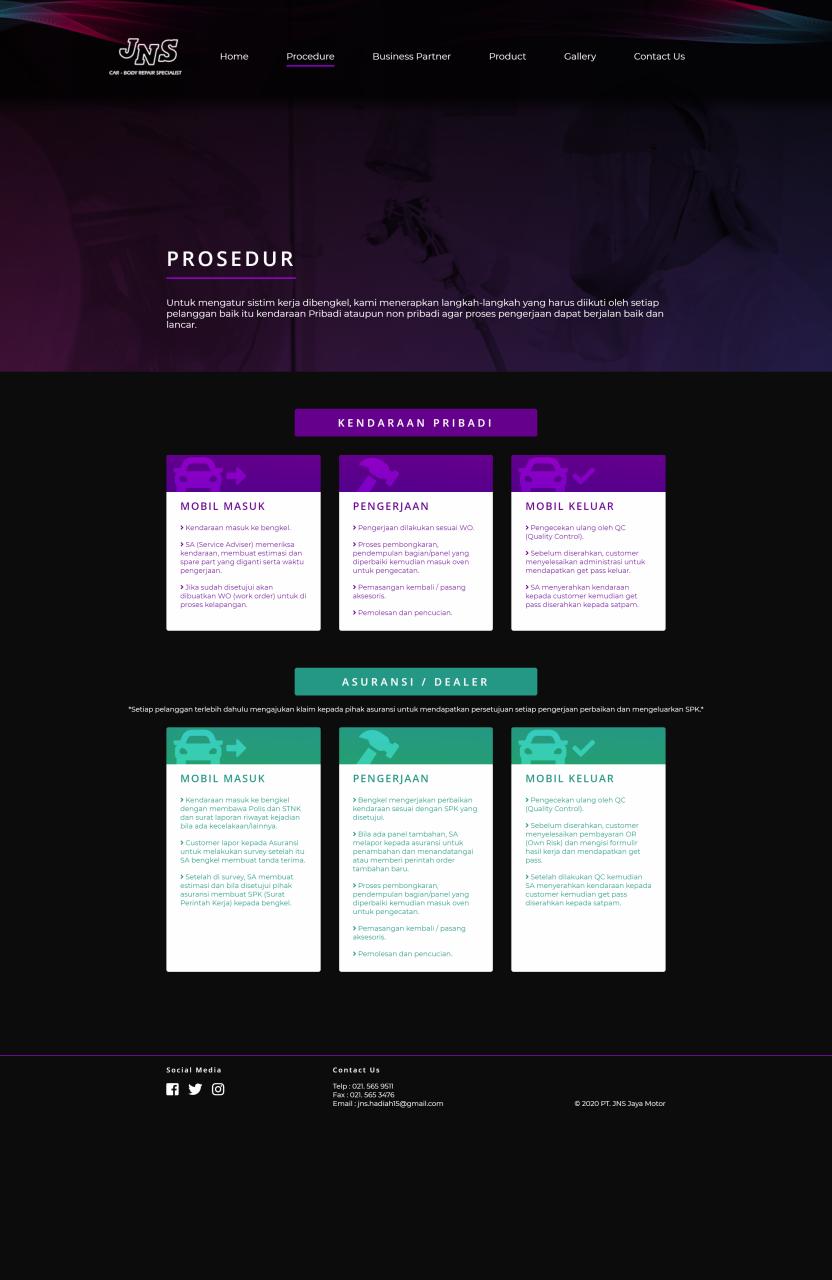 JNS
CAR - BODY REPAIR SPECIALIST
Home
Procedure
Business Partner
Product
Gallery
Contact Us
PROSEDUR
Untuk mengatur sistim kerja dibengkel, kami menerapkan langkah-langkah yang harus diikuti oleh setiap
pelanggan baik itu kendaraan Pribadi ataupun non pribadi agar proses pengerjaan dapat berjalan baik dan
lancar.
KENDARAAN PRIBADI
MOBIL MASUK
Kendaraan masuk ke bengkel.
SA (Service Adviser) memeriksa
kendaraan, membuat estimasi dan
spare part yang diganti serta waktu
pengerjaan.
Jika sudah disetujui akan
dibuatkan WO (work order) untuk di
proses kelapangan.
PENGERJAAN
Pengerjaan dilakukan sesuai WO.
Proses pembongkaran,
pendempulan bagian/panel yang
diperbaiki kemudian masuk oven
untuk pengecatan.
Pemasangan kembali / pasang
aksesoris.
Pemolesan dan pencucian.
MOBIL KELUAR
Pengecekan ulang oleh QC
(Quality Control).
Sebelum diserahkan, customer
menyelesaikan administrasi untuk
mendapatkan get pass keluar.
SA menyerahkan kendaraan
kepada customer kemudian get
pass diserahkan kepada satpam.
ASURANSI / DEALER
*Setiap pelanggan terlebih dahulu mengajukan klaim kepada pihak asuransi untuk mendapatkan persetujuan setiap pengerjaan perbaikan dan mengeluarkan SPK.*
MOBIL MASUK
Kendaraan masuk ke bengkel
dengan membawa Polis dan STNK
dan surat laporan riwayat kejadian
bila ada kecelakaan/lainnya.
Customer lapor kepada Asuransi
untuk melakukan survey setelah itu
SA bengkel membuat tanda terima.
Setelah di survey, SA membuat
estimasi dan bila disetujui pihak
asuransi membuat SPK (Surat
Perintah Kerja) kepada bengkel.
PENGERJAAN
Bengkel mengerjakan perbaikan
kendaraan sesuai dengan SPK yang
disetujui.
Bila ada panel tambahan, SA
melapor kepada asuransi untuk
penambahan dan menandatangai
atau memberi perintah order
tambahan baru.
Proses pembongkaran,
pendempulan bagian/panel yang
diperbaiki kemudian masuk oven
untuk pengecatan.
Pemasangan kembali / pasang
aksesoris.
Pemolesan dan pencucian.
MOBIL KELUAR
Pengecekan ulang oleh QC
(Quality Control).
Sebelum diserahkan, customer
menyelesaikan pembayaran OR
(Own Risk) dan mengisi formulir
hasil kerja dan mendapatkan get
pass.
Setelah dilakukan QC kemudian
SA menyerahkan kendaraan kepada
customer kemudian get pass
diserahkan kepada satpam.
Social Media
Contact Us
Telp : 021. 565 9511
Fax : 021. 565 3476
Email : jns.hadiah15@gmail.com
© 2020 PT. JNS Jaya Motor